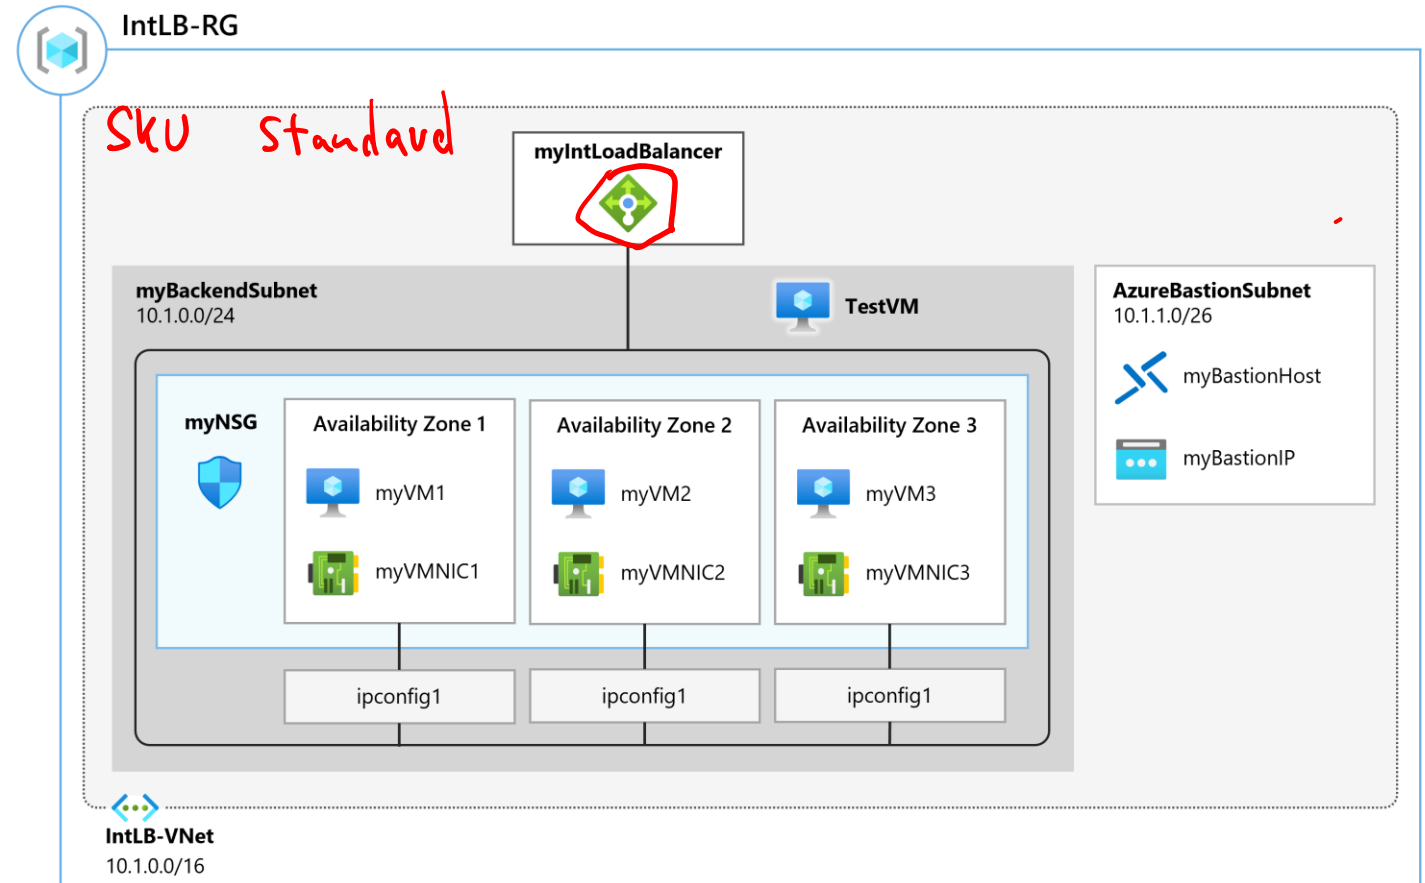 IntLB-RG
SKU Standard
myIntLoadBalancer
myBackendSubnet
10.1.0.0/24
TestVM
AzureBastionSubnet
10.1.1.0/26
myBastionHost
myBastionIP
myNSG
Availability Zone 1
myVM1
myVMNIC1
Availability Zone 2
myVM2
myVMNIC2
Availability Zone 3
myVM3
myVMNIC3
ipconfig1
ipconfig1
ipconfig1
IntLB-VNet
10.1.0.0/16